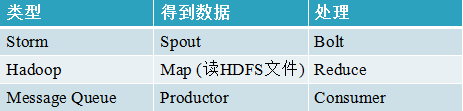 类型 得到数据 处理
Storm Spout Bolt
Hadoop Map (读HDFS文件) Reduce
Message Queue Productor Consumer